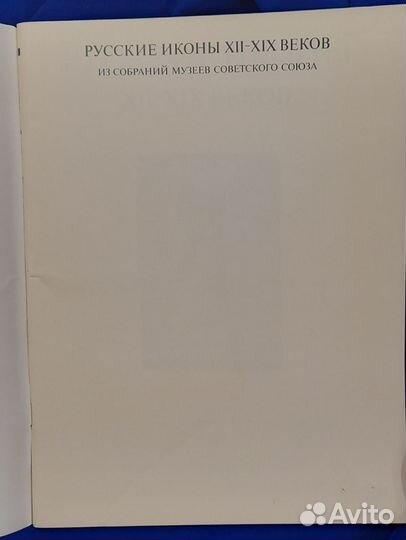 РУССКИЕ ИКОНЫ XII-XIX ВЕКОВ
ИЗ СОБРАНИЙ МУЗЕЕВ СОВЕТСКОГО СОЮЗА
Avito